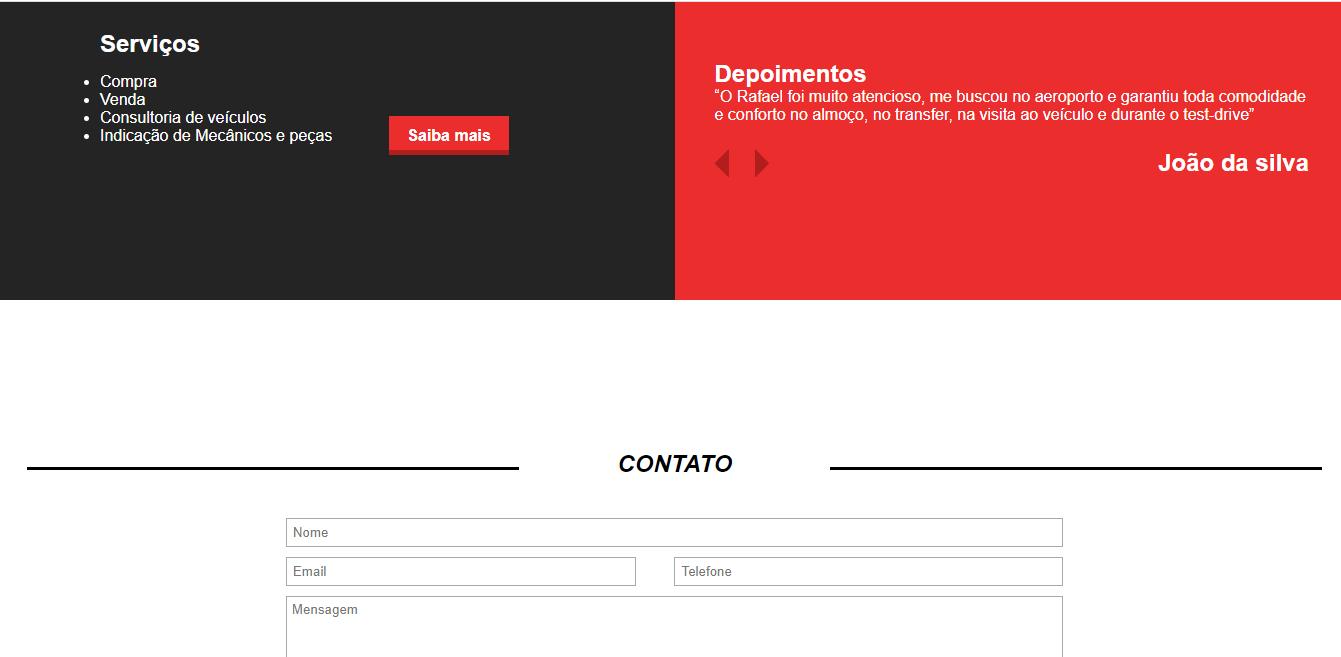 Serviços
Compra
Venda
Consultoria de veículos
Indicação de Mecânicos e peças
Saiba mais
Depoimentos
“O Rafael foi muito atencioso, me buscou no aeroporto e garantiu toda comodidade
e conforto no almoço, no transfer, na visita ao veículo e durante o test-drive”
João da silva
CONTATO
Nome
Email
Telefone
Mensagem